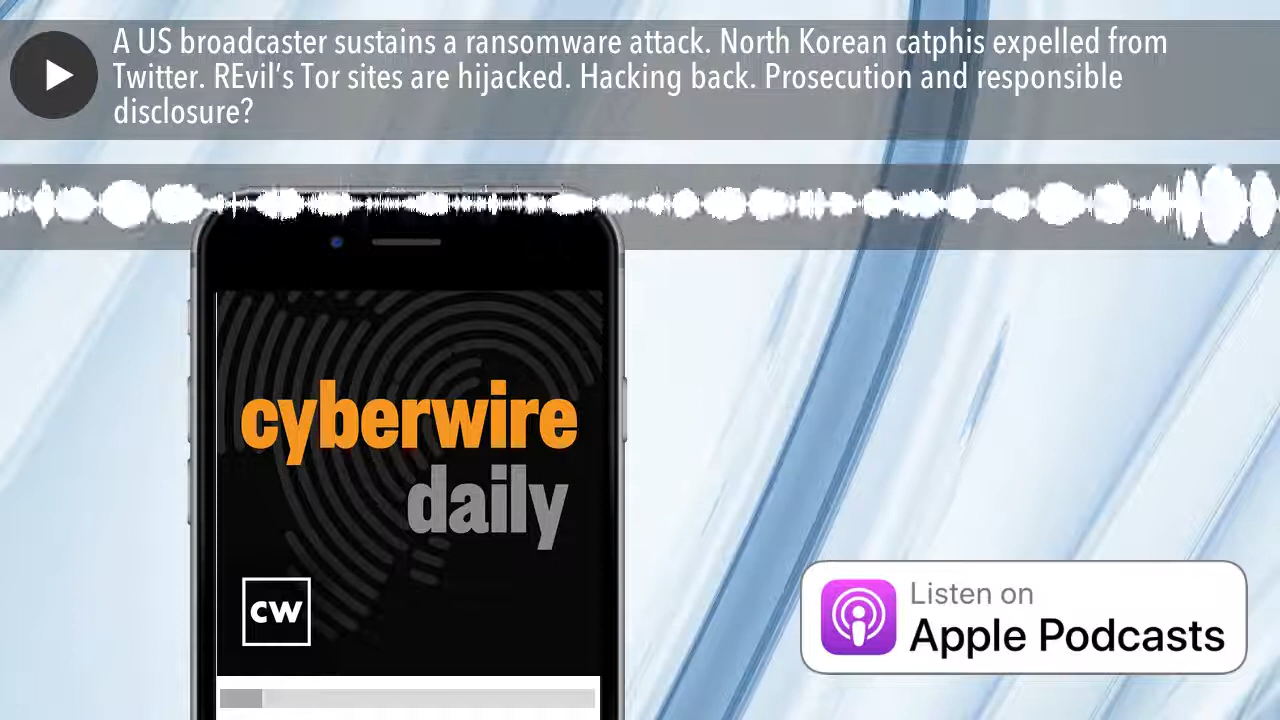 A US broadcaster sustains a ransomware attack. North Korean catphis expelled from
Twitter. REvil’s Tor sites are hijacked. Hacking back. Prosecution and responsible
disclosure?
cyberwire
daily
CW
Listen on
Apple Podcasts